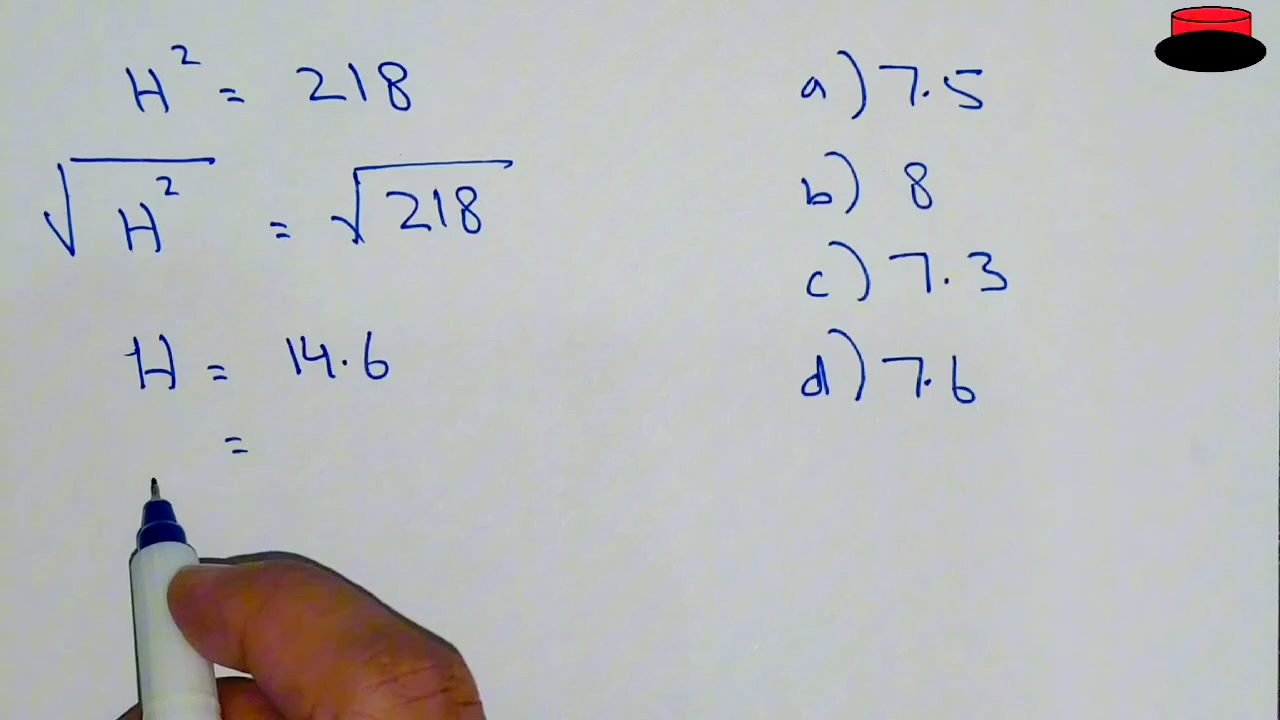 H² = 218
√H² = √218
H = 14.6
=
a) 7.5
b) 8
c) 7.3
d) 7.6